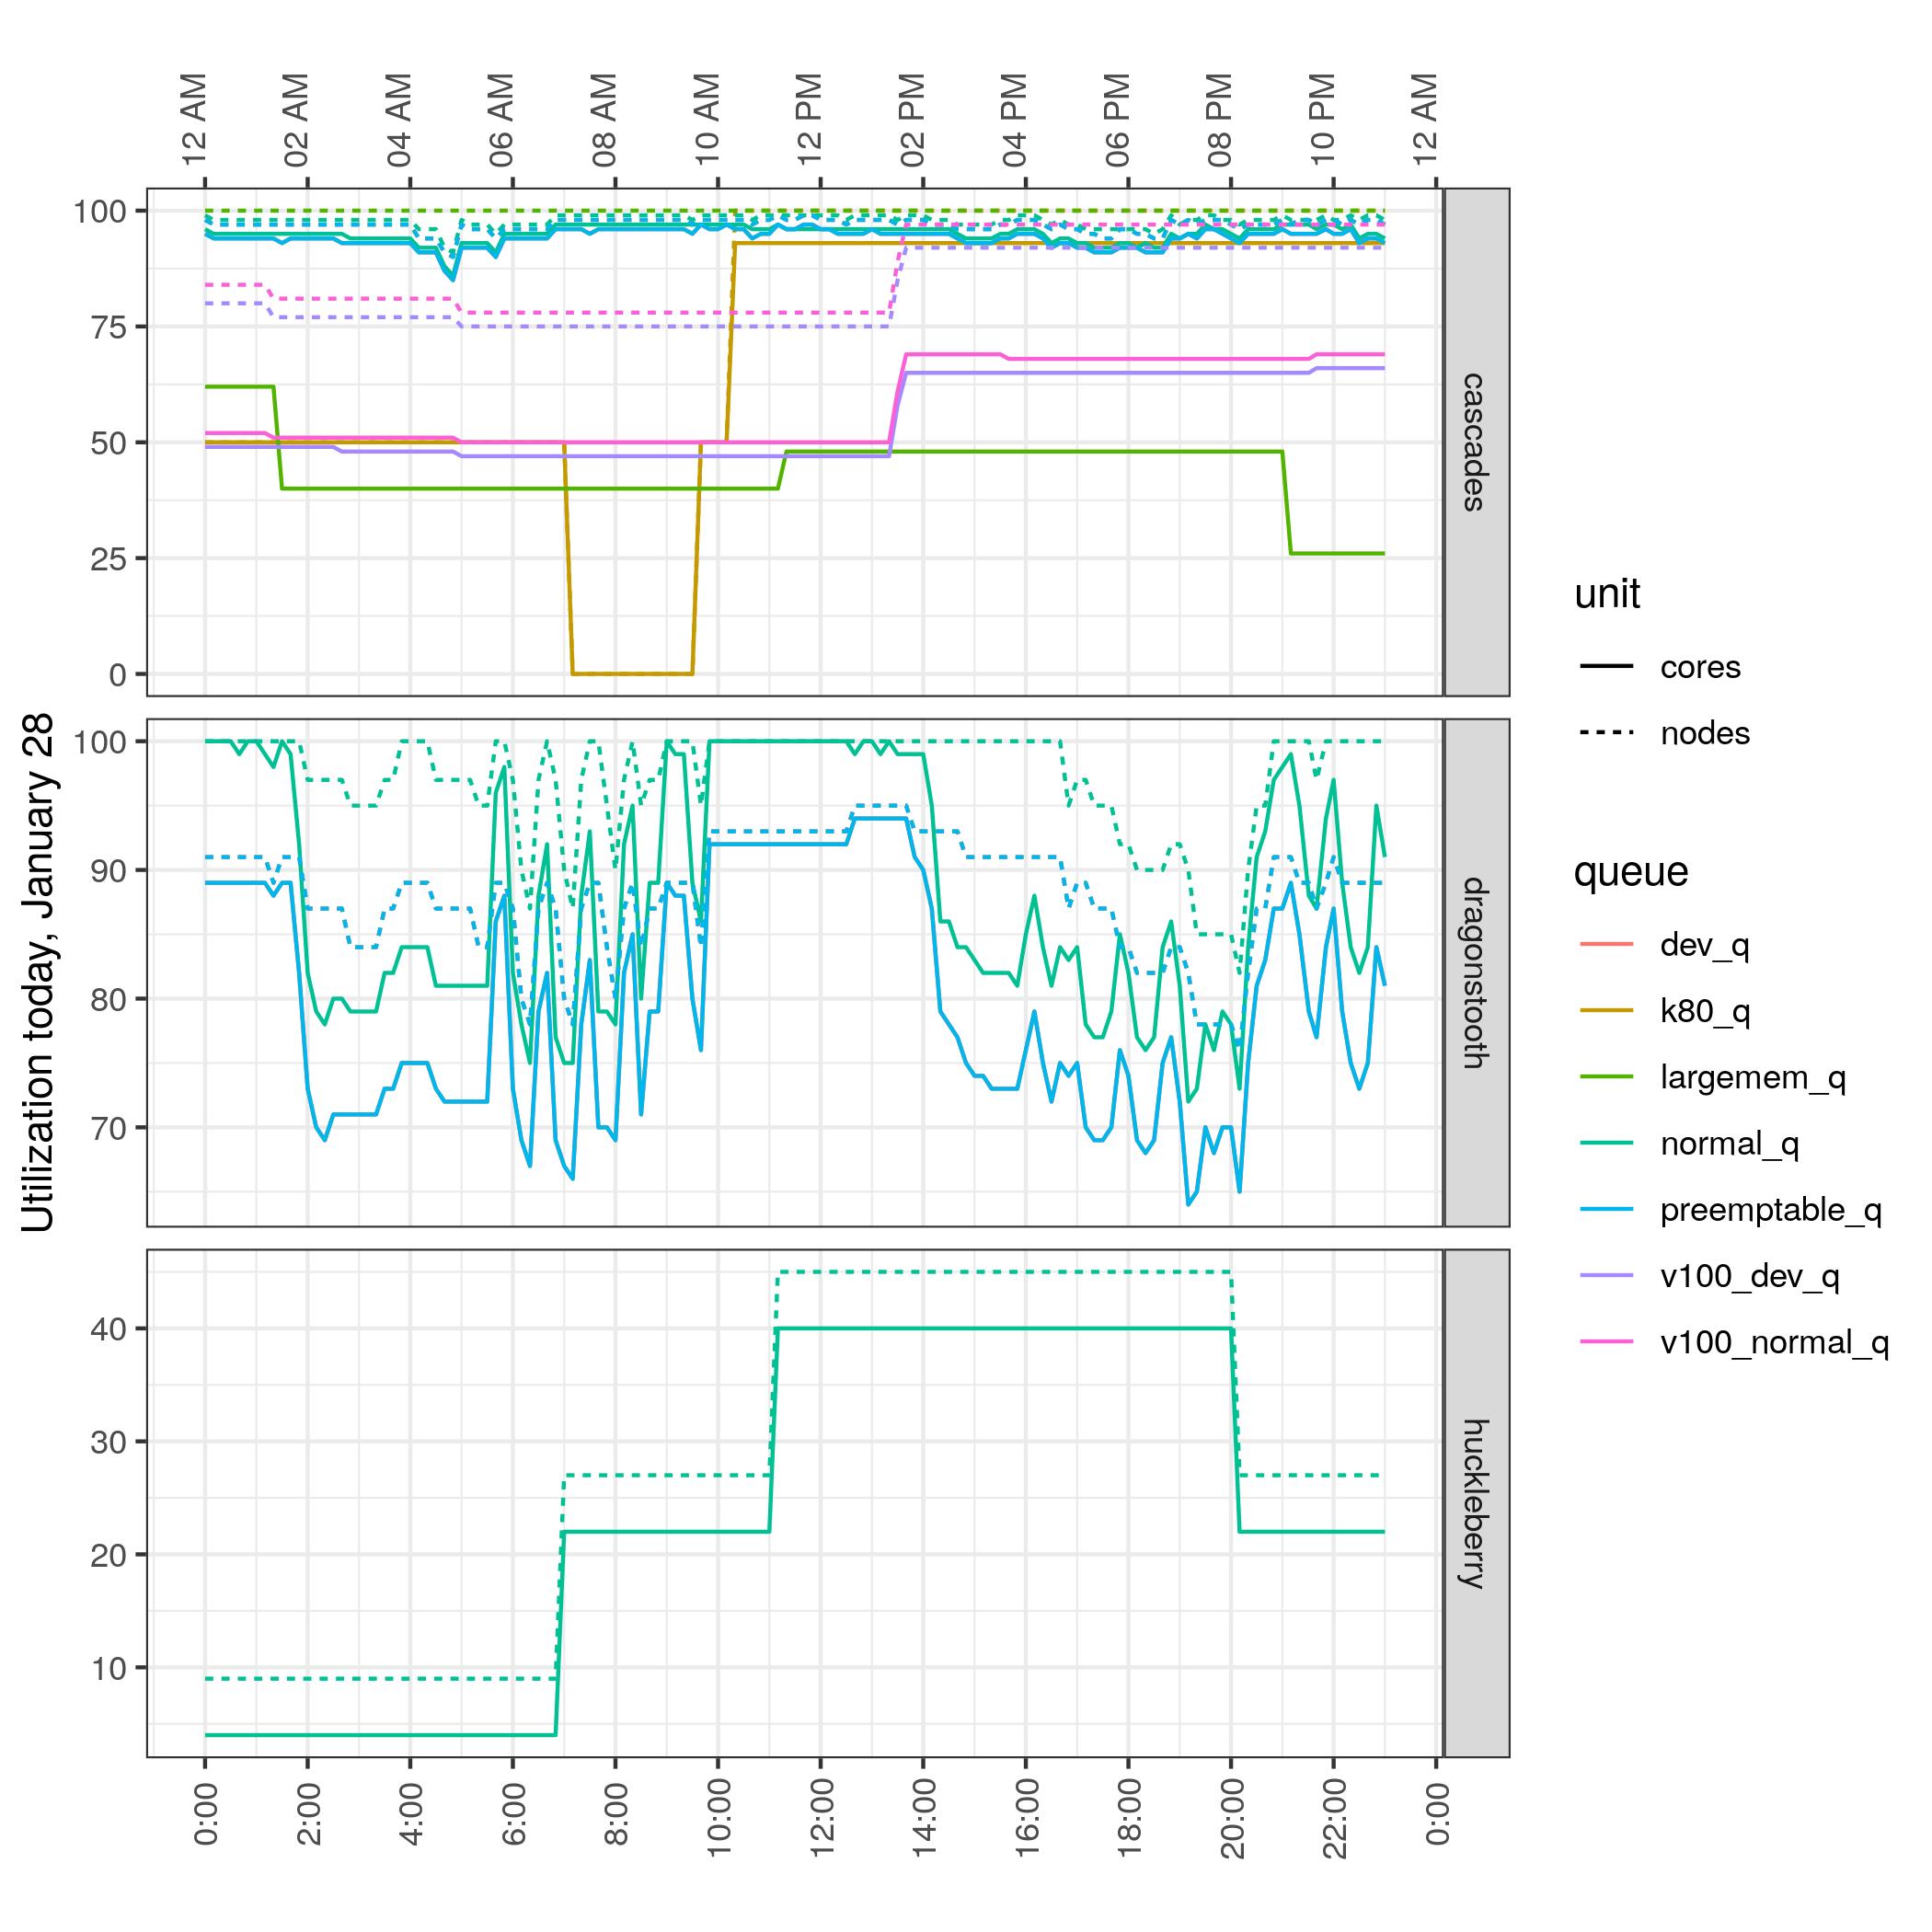 12 AM
02 AM
04 AM
06 AM
08 AM
10 AM
12 PM
02 PM
04 PM
06 PM
08 PM
10 PM
12 AM
Utilization today, January 28
100
75
50
25
0
cascades
100
90
80
70
dragonstooth
40
30
20
10
huckleberry
0:00
2:00
4:00
6:00
8:00
10:00
12:00
14:00
16:00
18:00
20:00
22:00
0:00
unit
cores
nodes
queue
dev_q
k80_q
largemem_q
normal_q
preemptable_q
v100_dev_q
v100_normal_q